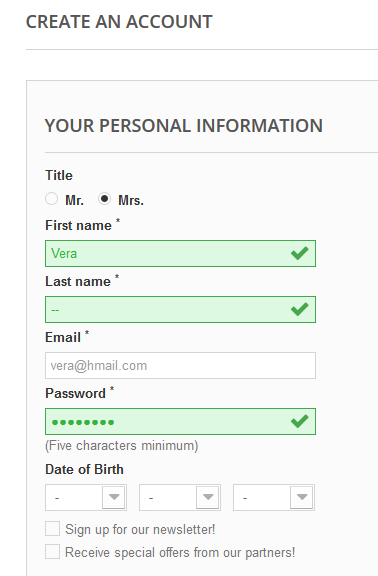 CREATE AN ACCOUNT
YOUR PERSONAL INFORMATION
Title
Mr. Mrs.
First name *
Vera
Last name *
--
Email *
vera@hmail.com
Password *
●●●●●●●●
(Five characters minimum)
Date of Birth
- - -
Sign up for our newsletter!
Receive special offers from our partners!